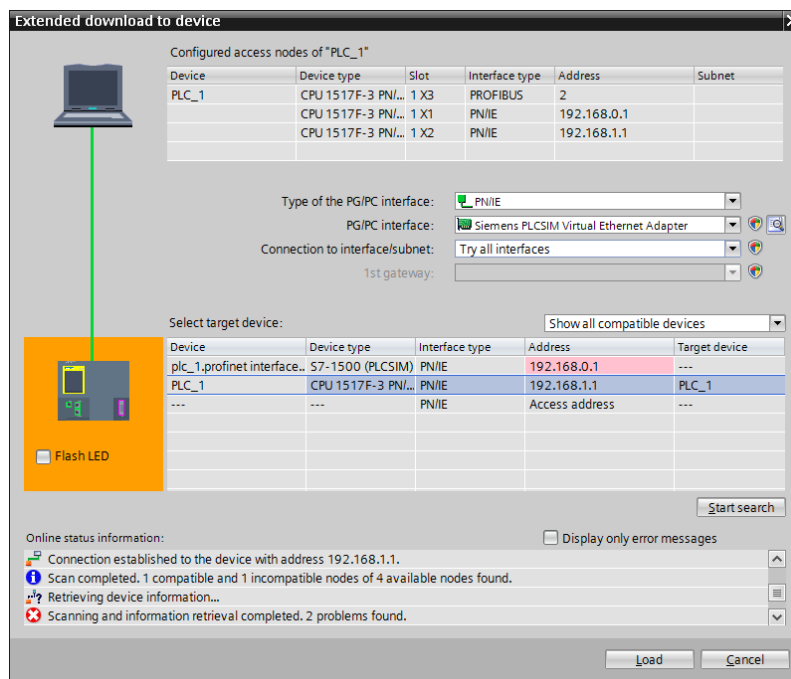 Extended download to device
Configured access nodes of "PLC_1"
Device Device type Slot Interface type Address Subnet
PLC_1 CPU 1517F-3 PN/... 1 X3 PROFIBUS 2
CPU 1517F-3 PN/... 1 X1 PN/IE 192.168.0.1
CPU 1517F-3 PN/... 1 X2 PN/IE 192.168.1.1
Type of the PG/PC interface: PN/IE
PG/PC interface: Siemens PLCSIM Virtual Ethernet Adapter
Connection to interface/subnet: Try all interfaces
1st gateway:
Select target device: Show all compatible devices
Device Device type Interface type Address Target device
plc_1.profinet interface.. S7-1500 (PLCSIM) PN/IE 192.168.0.1 ---
PLC_1 CPU 1517F-3 PN/... PN/IE 192.168.1.1 PLC_1
--- --- PN/IE Access address ---
Flash LED
Start search
Online status information: Display only error messages
Connection established to the device with address 192.168.1.1.
Scan completed. 1 compatible and 1 incompatible nodes of 4 available nodes found.
Retrieving device information...
Scanning and information retrieval completed. 2 problems found.
Load Cancel